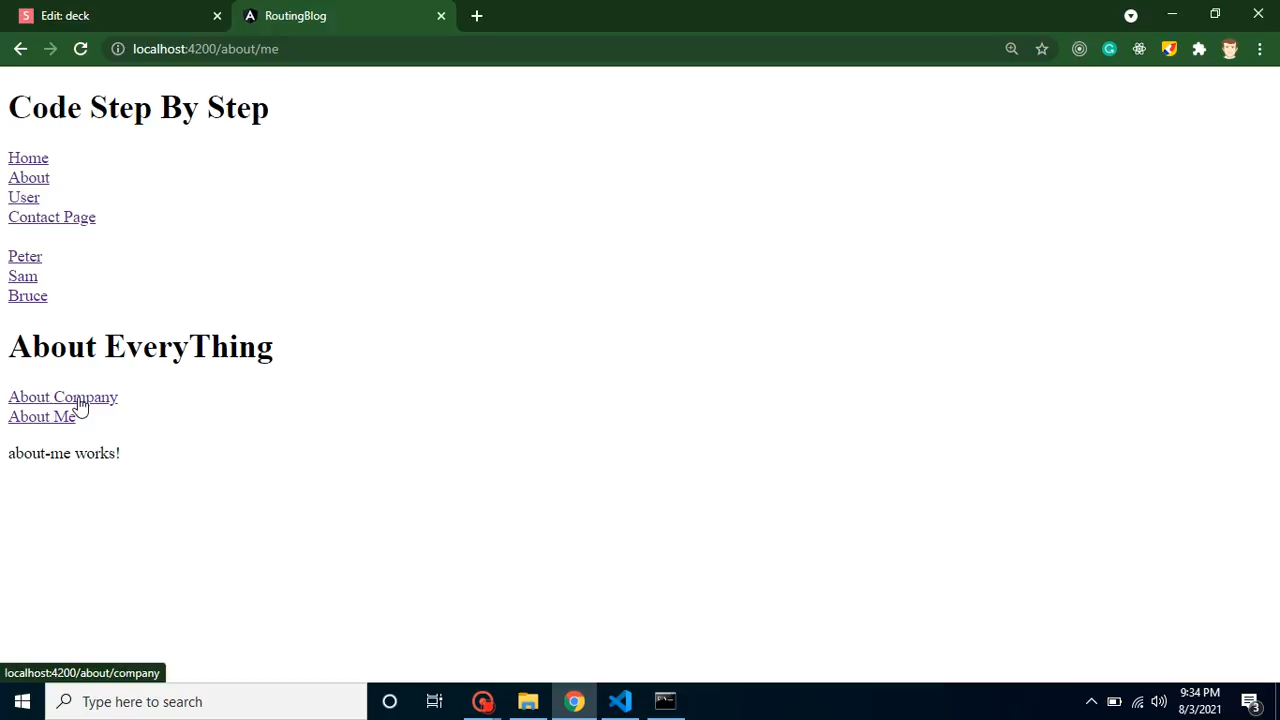 Edit: deck
RoutingBlog
localhost:4200/about/me
Code Step By Step
Home
About
User
Contact Page
Peter
Sam
Bruce
About EveryThing
About Company
About Me
about-me works!
localhost:4200/about/company
Type here to search
9:34 PM
8/3/2021
3